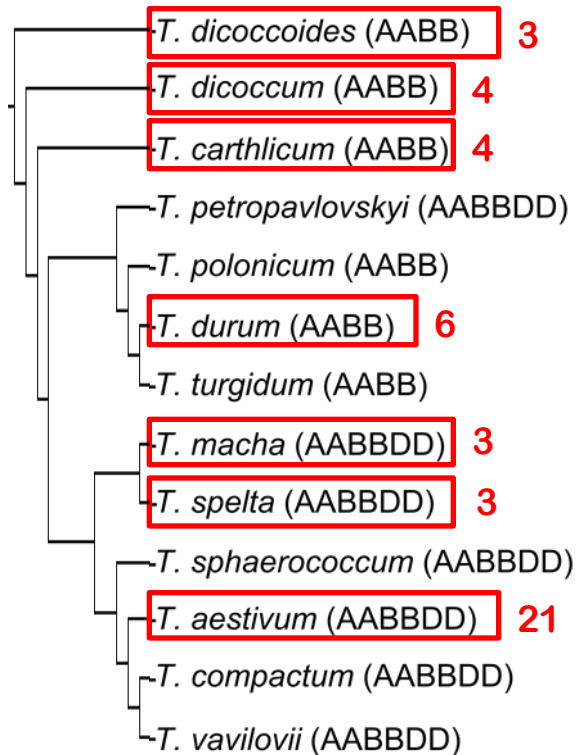 T. dicoccoides (AABB) 3
T. dicoccum (AABB) 4
T. carthlicum (AABB) 4
T. petropavlovskyi (AABBDD)
T. polonicum (AABB)
T. durum (AABB) 6
T. turgidum (AABB)
T. macha (AABBDD) 3
T. spelta (AABBDD) 3
T. sphaerococcum (AABBDD)
T. aestivum (AABBDD) 21
T. compactum (AABBDD)
T. vavilovii (AABBDD)